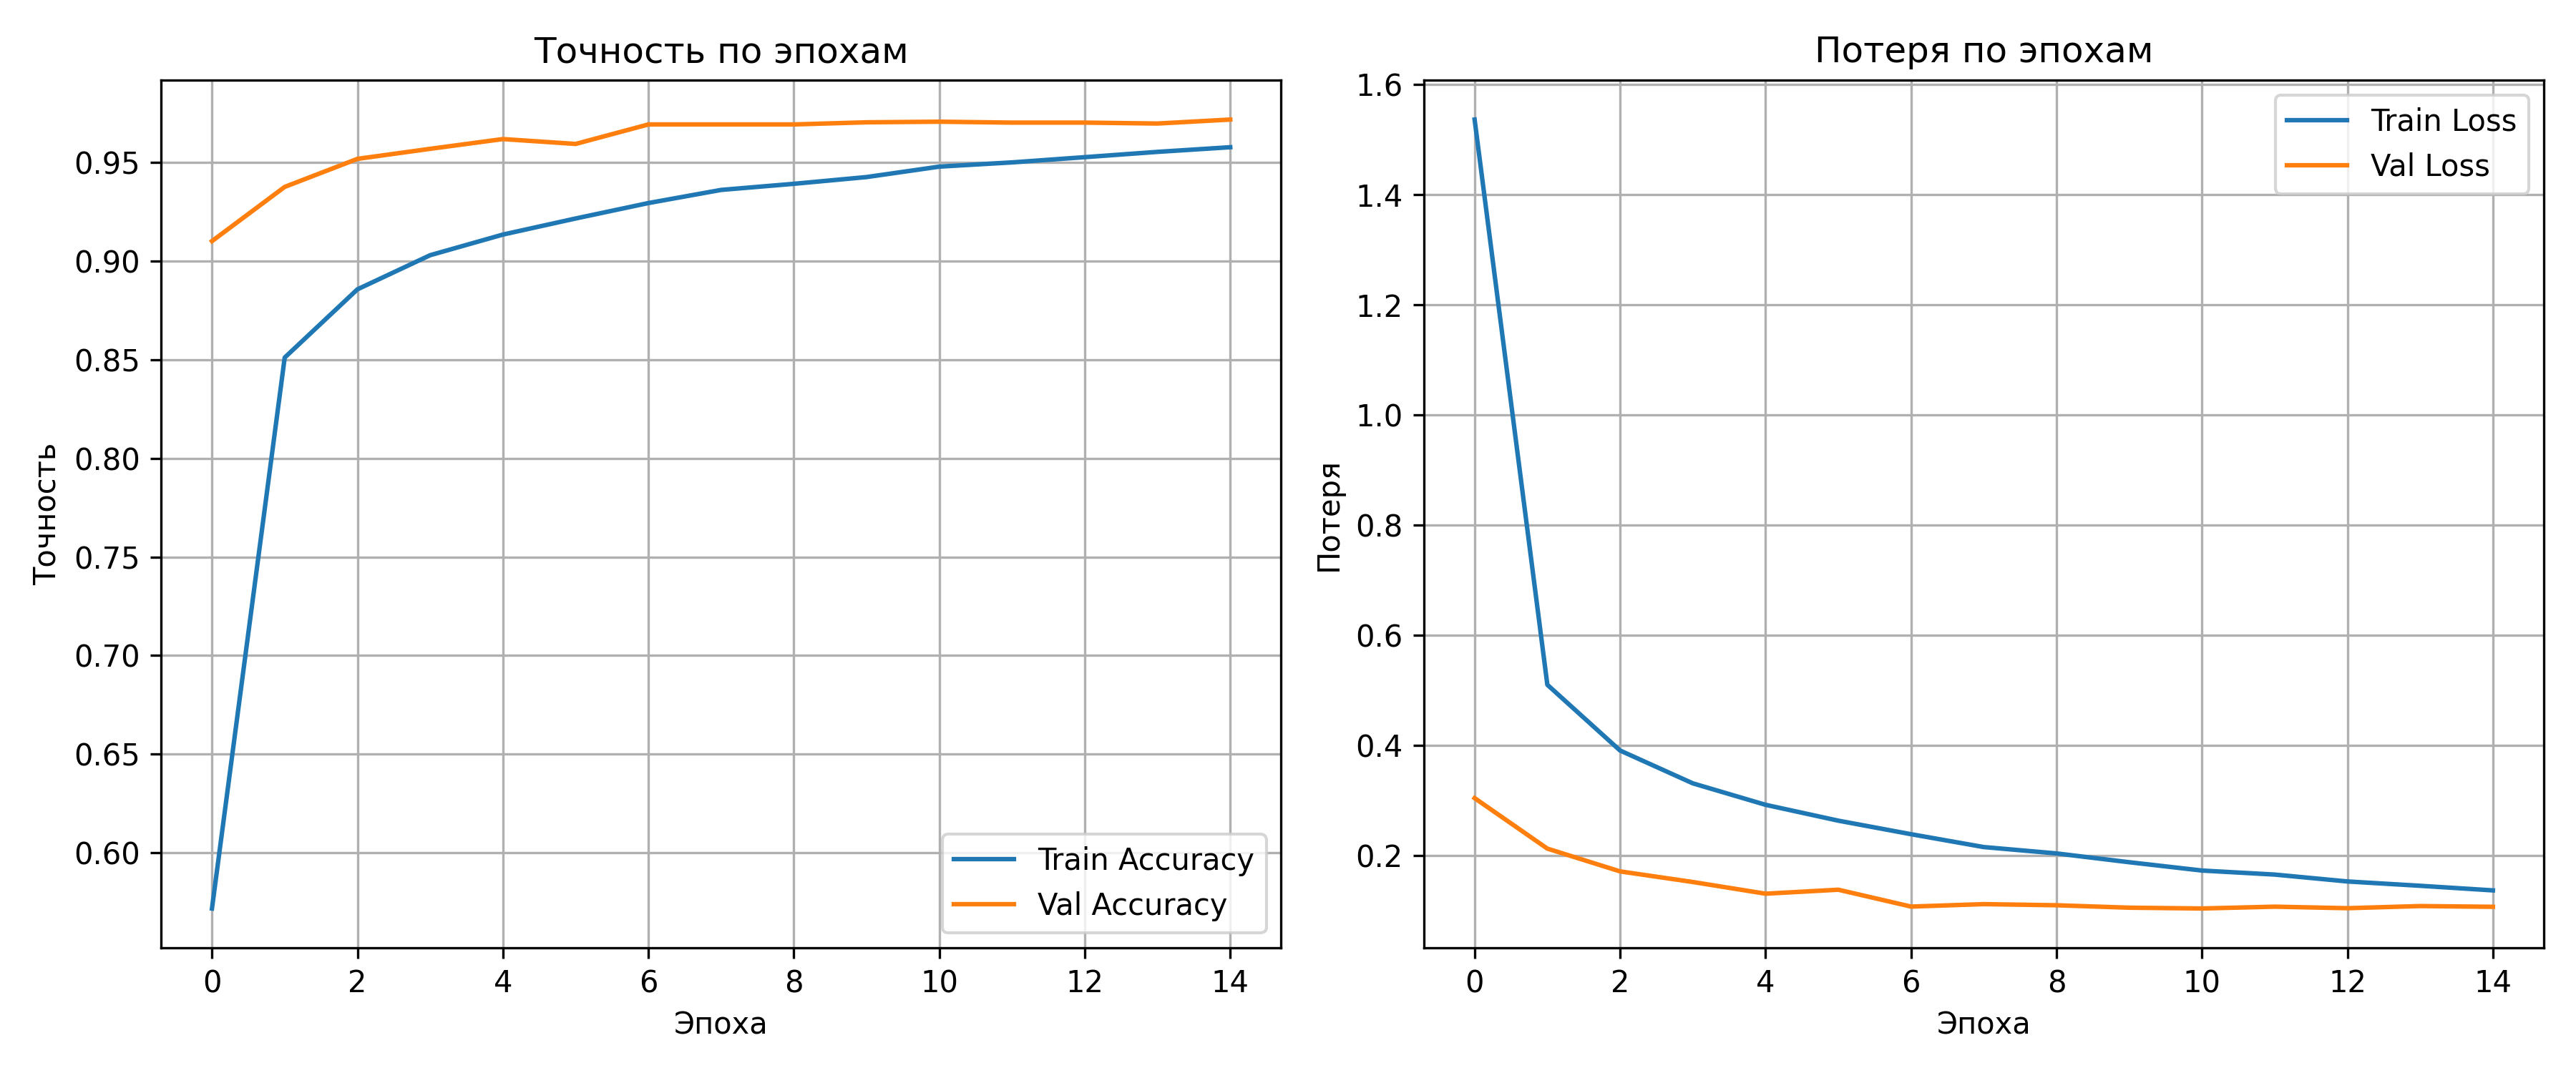 Точность по эпохам
Точность
0.95
0.90
0.85
0.80
0.75
0.70
0.65
0.60
0 2 4 6 8 10 12 14
Эпоха
Train Accuracy
Val Accuracy
Потеря по эпохам
Потеря
1.6
1.4
1.2
1.0
0.8
0.6
0.4
0.2
0 2 4 6 8 10 12 14
Эпоха
Train Loss
Val Loss